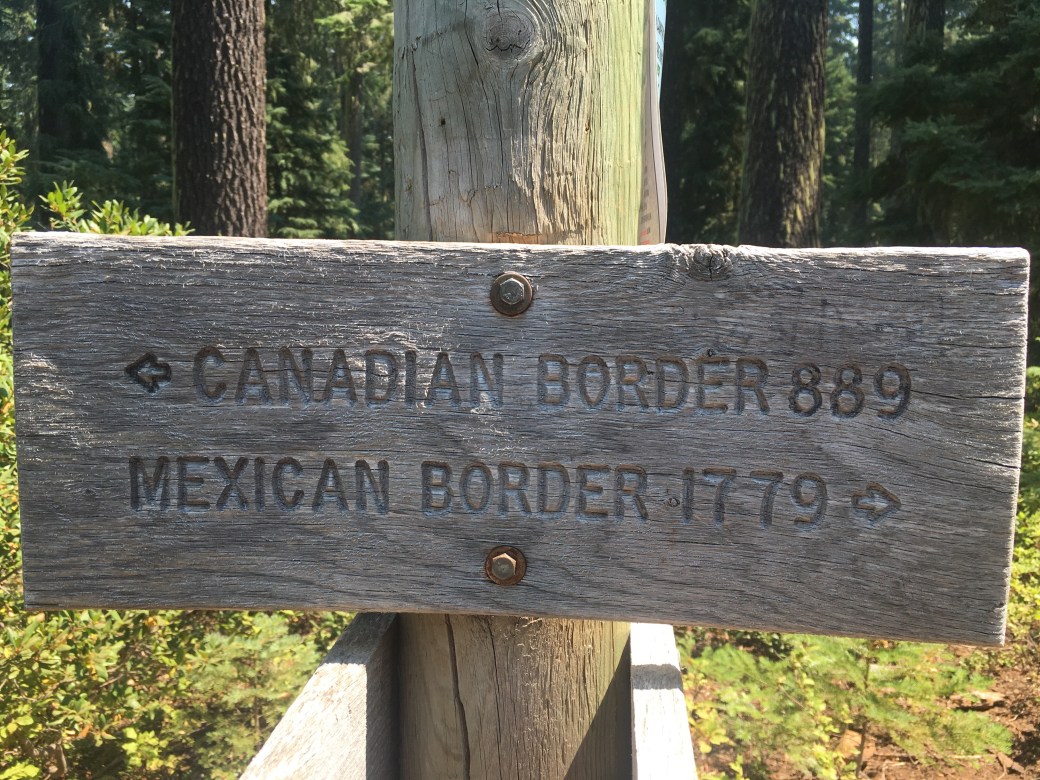 ⇦ CANADIAN BORDER 889
MEXICAN BORDER 1779 ⇨